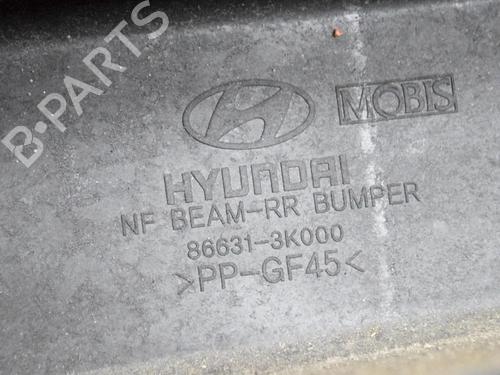 B·PARTS
MOBIS
HYUNDAI
NF BEAM-RR BUMPER
86631-3K000
>PP-GF45<